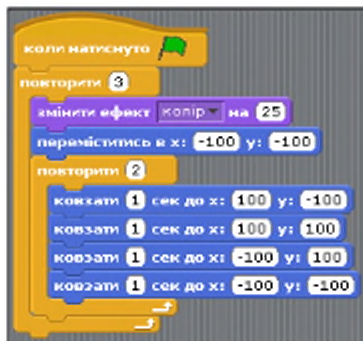 коли натиснуто
повторити 3
змінити ефект колір на 25
переміститись в x: -100 y: -100
повторити 2
ковзати 1 сек до x: 100 y: -100
ковзати 1 сек до x: 100 y: 100
ковзати 1 сек до x: -100 y: 100
ковзати 1 сек до x: -100 y: -100